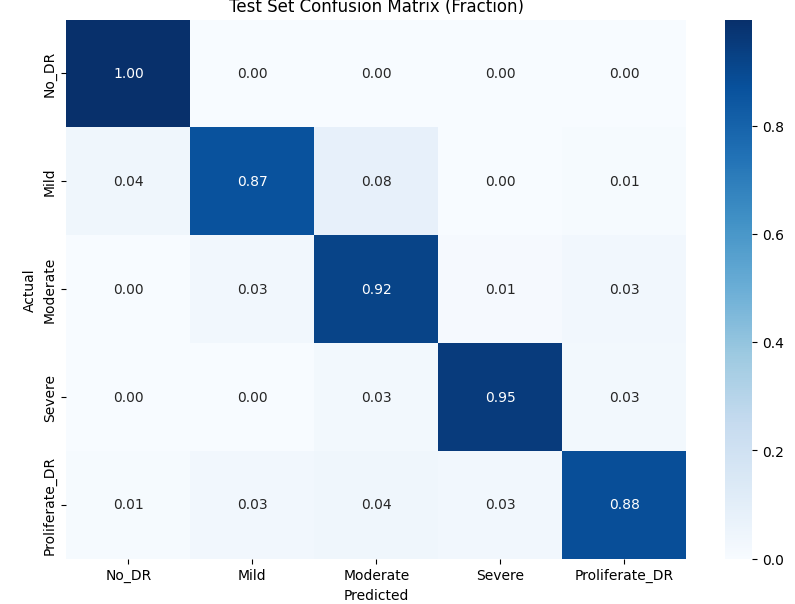 Test Set Confusion Matrix (Fraction)
No_DR 1.00 0.00 0.00 0.00 0.00
Mild 0.04 0.87 0.08 0.00 0.01
Moderate 0.00 0.03 0.92 0.01 0.03
Severe 0.00 0.00 0.03 0.95 0.03
Proliferate_DR 0.01 0.03 0.04 0.03 0.88
Actual
No_DR Mild Moderate Severe Proliferate_DR
Predicted
0.8
0.6
0.4
0.2
0.0